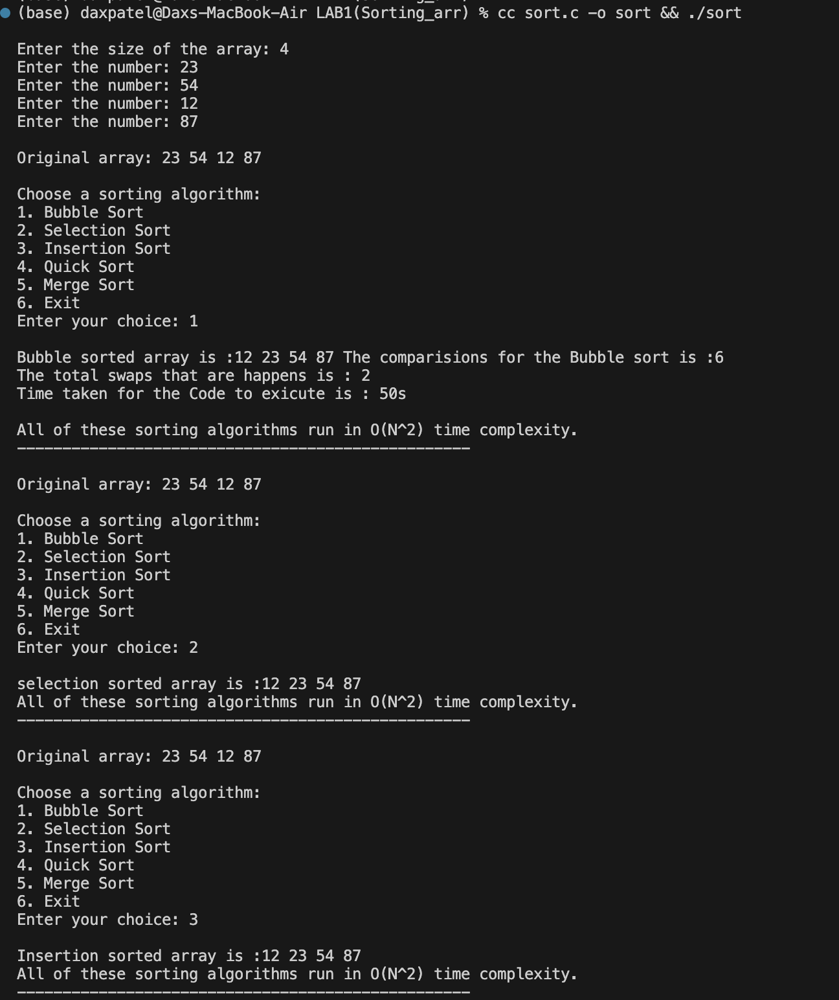 (base) daxpatel@Daxs-MacBook-Air LAB1(Sorting_arr) % cc sort.c -o sort && ./sort
Enter the size of the array: 4
Enter the number: 23
Enter the number: 54
Enter the number: 12
Enter the number: 87
Original array: 23 54 12 87
Choose a sorting algorithm:
1. Bubble Sort
2. Selection Sort
3. Insertion Sort
4. Quick Sort
5. Merge Sort
6. Exit
Enter your choice: 1
Bubble sorted array is :12 23 54 87 The comparisions for the Bubble sort is :6
The total swaps that are happens is : 2
Time taken for the Code to exicute is : 50s
All of these sorting algorithms run in O(N^2) time complexity.
--------------------------------------------------
Original array: 23 54 12 87
Choose a sorting algorithm:
1. Bubble Sort
2. Selection Sort
3. Insertion Sort
4. Quick Sort
5. Merge Sort
6. Exit
Enter your choice: 2
selection sorted array is :12 23 54 87
All of these sorting algorithms run in O(N^2) time complexity.
--------------------------------------------------
Original array: 23 54 12 87
Choose a sorting algorithm:
1. Bubble Sort
2. Selection Sort
3. Insertion Sort
4. Quick Sort
5. Merge Sort
6. Exit
Enter your choice: 3
Insertion sorted array is :12 23 54 87
All of these sorting algorithms run in O(N^2) time complexity.
--------------------------------------------------